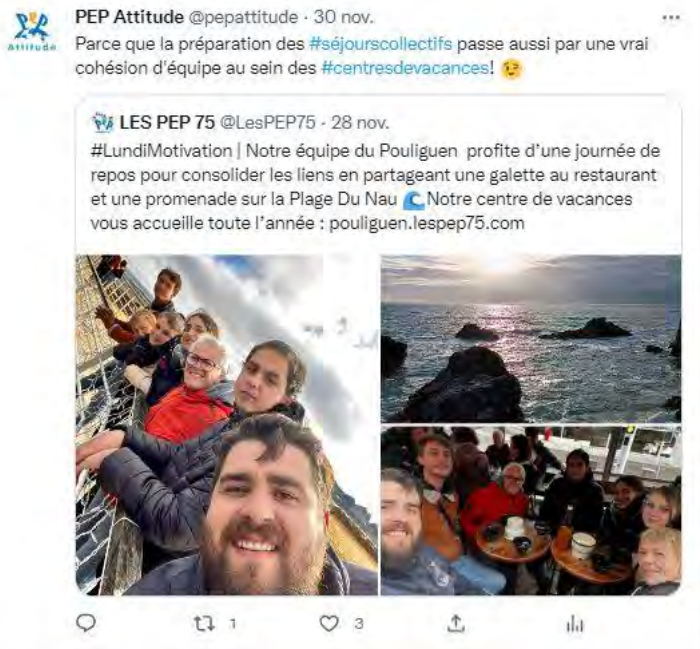 PEP Attitude @pepattitude · 30 nov.
Parce que la préparation des #séjourscollectifs passe aussi par une vrai
cohésion d'équipe au sein des #centresdevacances! 😉
LES PEP 75 @LesPEP75 · 28 nov.
#LundiMotivation | Notre équipe du Pouliguen profite d'une journée de
repos pour consolider les liens en partageant une galette au restaurant
et une promenade sur la Plage Du Nau 🌊Notre centre de vacances
vous accueille toute l'année : pouliguen.lespep75.com
1
3